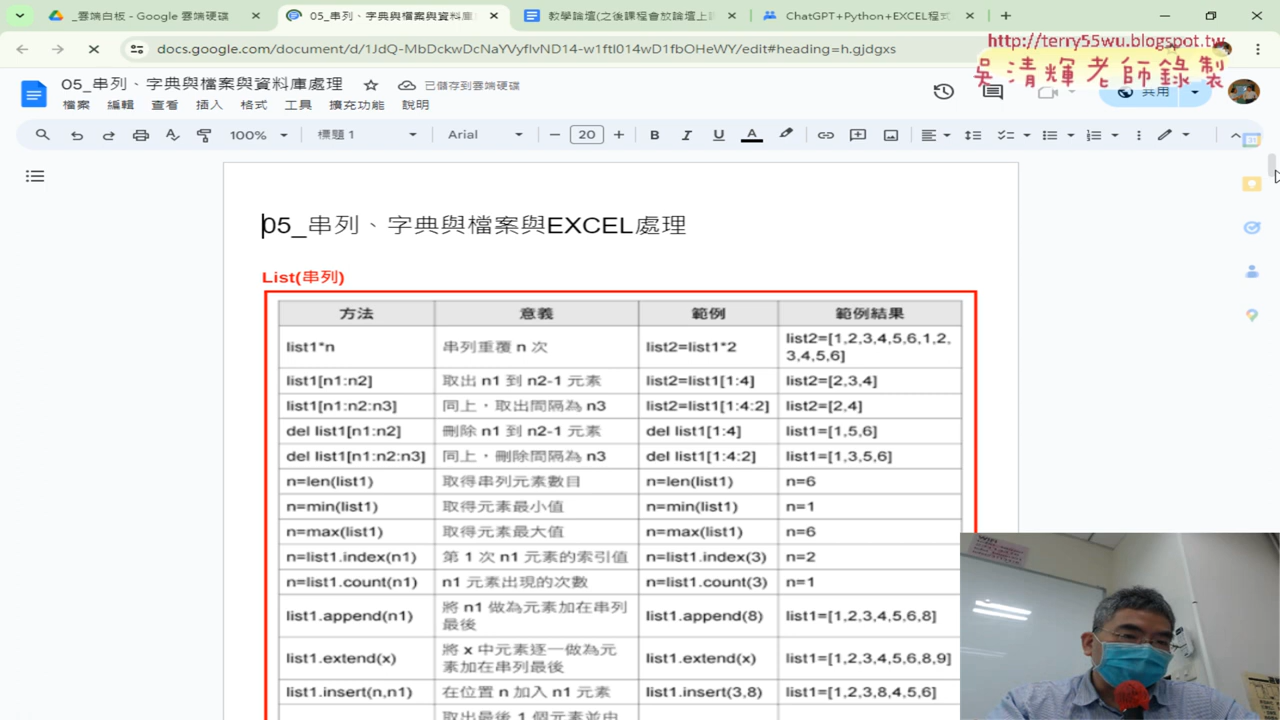 _雲端白板 - Google 雲端硬碟
05_串列、字典與檔案與資料庫
教學論壇(之後課程會放論壇上
ChatGPT+Python+EXCEL程式
docs.google.com/document/d/1JdQ-MbDckwDcNaYVyfIvND14-w1ftI014wD1fbOHeWY/edit#heading=h.gjdgxs
http://terry55wu.blogspot.tw
吳清輝老師錄製
05_串列、字典與檔案與資料庫處理
已儲存到雲端硬碟
共用
檔案 編輯 查看 插入 格式 工具 擴充功能 說明
100% 標題 1 Arial 20 B I U A
05_串列、字典與檔案與EXCEL處理
List(串列)
方法 意義 範例 範例結果
list1*n 串列重覆 n 次 list2=list1*2 list2=[1,2,3,4,5,6,1,2,
3,4,5,6]
list1[n1:n2] 取出 n1 到 n2-1 元素 list2=list1[1:4] list2=[2,3,4]
list1[n1:n2:n3] 同上，取出間隔為 n3 list2=list1[1:4:2] list2=[2,4]
del list1[n1:n2] 刪除 n1 到 n2-1 元素 del list1[1:4] list1=[1,5,6]
del list1[n1:n2:n3] 同上，刪除間隔為 n3 del list1[1:4:2] list1=[1,3,5,6]
n=len(list1) 取得串列元素數目 n=len(list1) n=6
n=min(list1) 取得元素最小值 n=min(list1) n=1
n=max(list1) 取得元素最大值 n=max(list1) n=6
n=list1.index(n1) 第 1 次 n1 元素的索引值 n=list1.index(3) n=2
n=list1.count(n1) n1 元素出現的次數 n=list1.count(3) n=1
list1.append(n1) 將 n1 做為元素加在串列
最後 list1.append(8) list1=[1,2,3,4,5,6,8]
list1.extend(x) 將 x 中元素逐一做為元
素加在串列最後 list1.extend(x) list1=[1,2,3,4,5,6,8,9]
list1.insert(n,n1) 在位置 n 加入 n1 元素 list1.insert(3,8) list1=[1,2,3,8,4,5,6]
取出最後 1 個元素並由